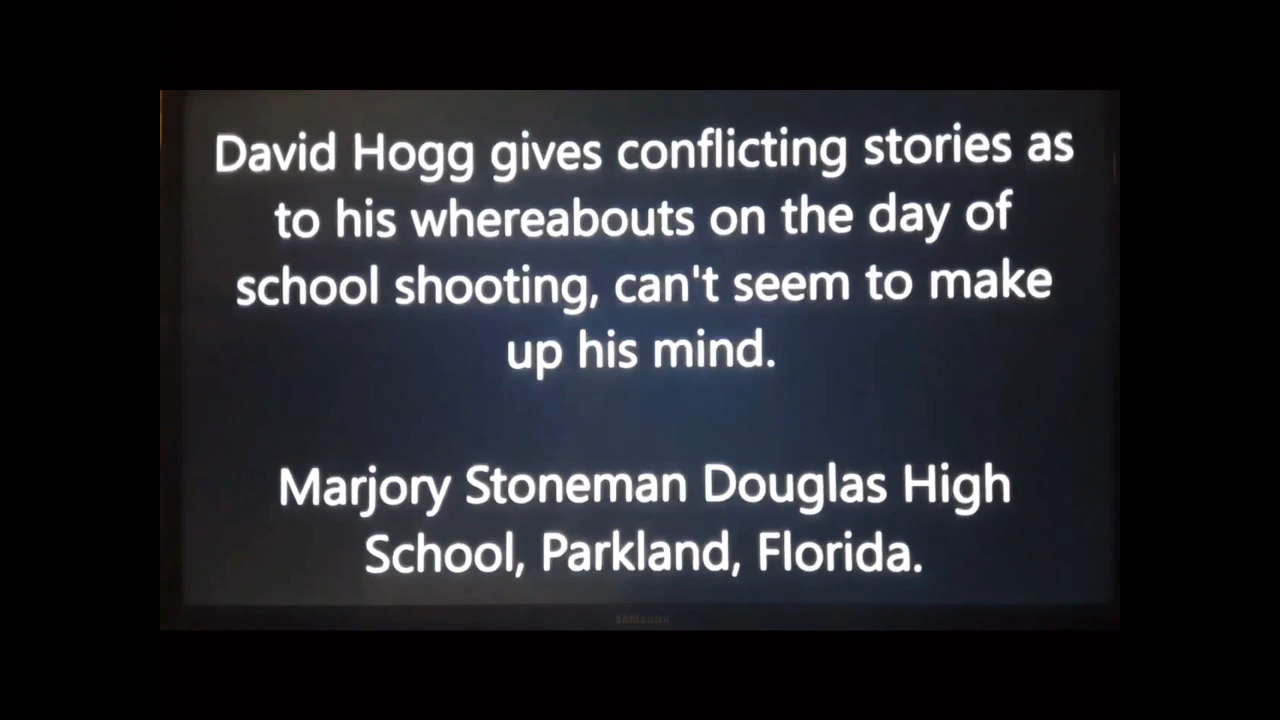 David Hogg gives conflicting stories as
to his whereabouts on the day of
school shooting, can't seem to make
up his mind.
Marjory Stoneman Douglas High
School, Parkland, Florida.
SAMSUNG